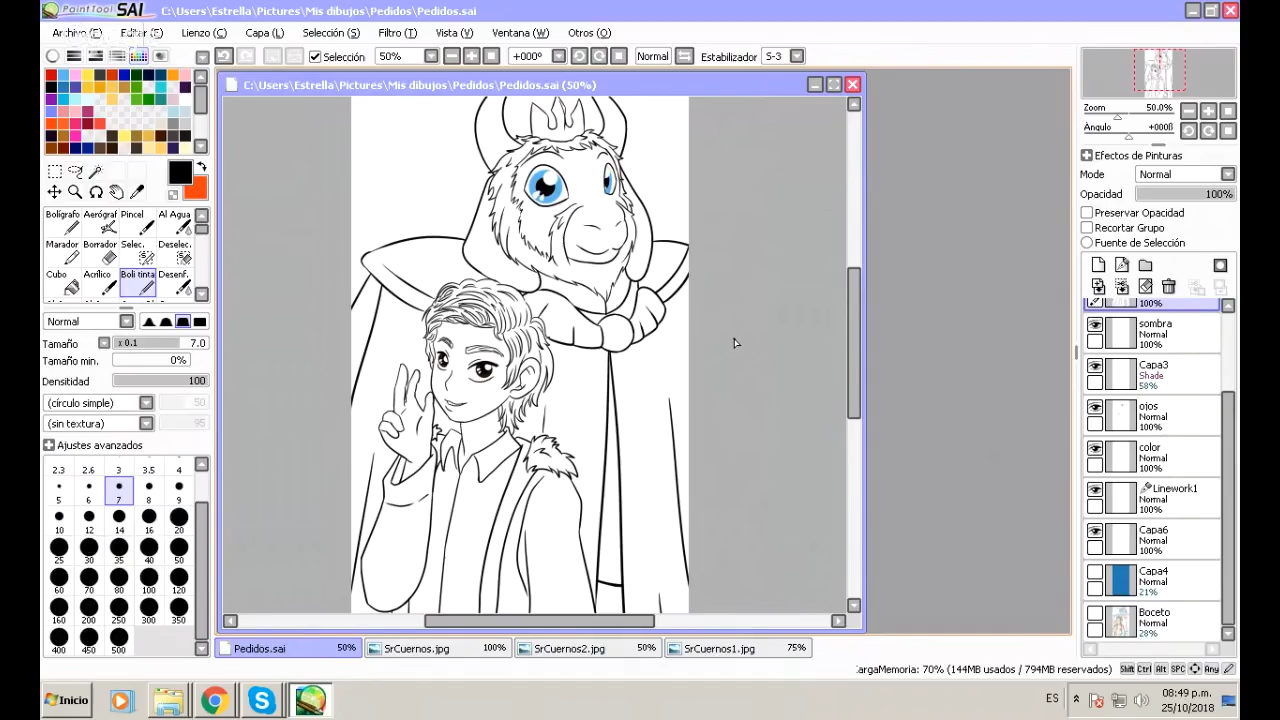 PaintTool SAI C:\Users\Estrella\Pictures\Mis dibujos\Pedidos\Pedidos.sai
Archivo (F) Editar (E) Lienzo (C) Capa (L) Selección (S) Filtro (T) Vista (V) Ventana (W) Otros (O)
Selección 50% +000° Normal Estabilizador S-3
C:\Users\Estrella\Pictures\Mis dibujos\Pedidos\Pedidos.sai (50%)
Zoom 50.0%
Ángulo +000ß
Efectos de Pinturas
Mode Normal
Opacidad 100%
Preservar Opacidad
Recortar Grupo
Fuente de Selección
Bolígrafo Aerógraf Pincel Al Agua
Marador Borrador Selec. Deselec.
Cubo Acrílico Boli tinta Desenf.
Normal
Tamaño x 0.1 7.0
Tamaño min. 0%
Densitidad 100
(círculo simple) 50
(sin textura) 95
Ajustes avanzados
2.3 2.6 3 3.5 4
5 6 7 8 9
10 12 14 16 20
25 30 35 40 50
60 70 80 100 120
160 200 250 300 350
400 450 500
100%
sombra
Normal
100%
Capa3
Shade
58%
ojos
Normal
100%
color
Normal
100%
Linework1
Normal
100%
Capa6
Normal
100%
Capa4
Normal
21%
Boceto
Normal
28%
Pedidos.sai 50% SrCuernos.jpg 100% SrCuernos2.jpg 50% SrCuernos1.jpg 75%
CargaMemoria: 70% (144MB usados / 794MB reservados) Shift Ctrl Alt SPC Any
Inicio ES 08:49 p.m.
25/10/2018